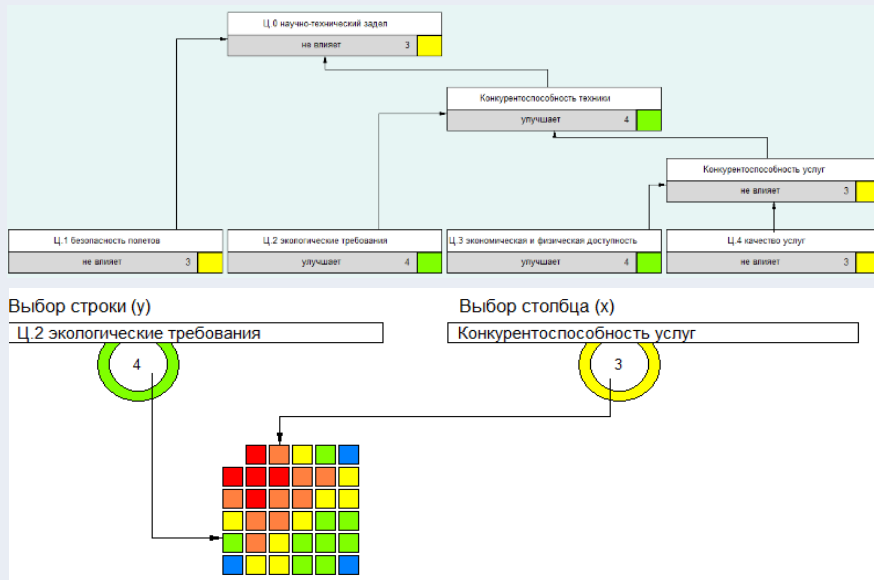 Ц.0 научно-технический задел
не влияет 3
Конкурентоспособность техники
улучшает 4
Конкурентоспособность услуг
не влияет 3
Ц.1 безопасность полетов
не влияет 3
Ц.2 экологические требования
улучшает 4
Ц.3 экономическая и физическая доступность
улучшает 4
Ц.4 качество услуг
не влияет 3
Выбор строки (y)
Ц.2 экологические требования
4
Выбор столбца (x)
Конкурентоспособность услуг
3